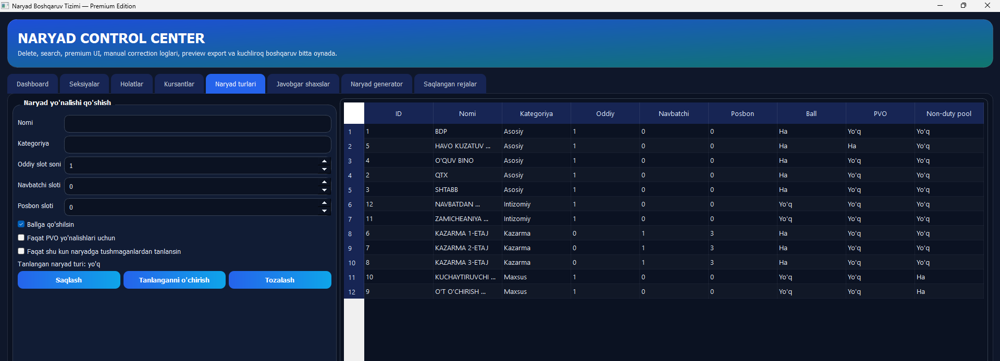 Naryad Boshqaruv Tizimi — Premium Edition
NARYAD CONTROL CENTER
Delete, search, premium UI, manual correction loglari, preview export va kuchliroq boshqaruv bitta oynada.
Dashboard Seksiyalar Holatlar Kursantlar Naryad turlari Javobgar shaxslar Naryad generator Saqlangan rejalar
Naryad yo'nalishi qo'shish
Nomi
Kategoriya
Oddiy slot soni 1
Navbatchi sloti 0
Posbon sloti 0
Ballga qo'shilsin
Faqat PVO yo'nalishlari uchun
Faqat shu kun naryadga tushmaganlardan tanlansin
Tanlangan naryad turi: yo'q
Saqlash Tanlanganni o'chirish Tozalash
ID Nomi Kategoriya Oddiy Navbatchi Posbon Ball PVO Non-duty pool
1 1 BDP Asosiy 1 0 0 Ha Yo'q Yo'q
2 5 HAVO KUZATUV ... Asosiy 1 0 0 Ha Ha Yo'q
3 4 O'QUV BINO Asosiy 1 0 0 Ha Yo'q Yo'q
4 2 QTX Asosiy 1 0 0 Ha Yo'q Yo'q
5 3 SHTABB Asosiy 1 0 0 Ha Yo'q Yo'q
6 12 NAVBATDAN ... Intizomiy 1 0 0 Yo'q Yo'q Yo'q
7 11 ZAMICHEANIYA ... Intizomiy 1 0 0 Yo'q Yo'q Yo'q
8 6 KAZARMA 1-ETAJ Kazarma 0 1 3 Ha Yo'q Yo'q
9 7 KAZARMA 2-ETAJ Kazarma 0 1 3 Ha Yo'q Yo'q
10 8 KAZARMA 3-ETAJ Kazarma 0 1 3 Ha Yo'q Yo'q
11 10 KUCHAYTIRUVCHI ... Maxsus 1 0 0 Yo'q Yo'q Ha
12 9 O'T O'CHIRISH ... Maxsus 1 0 0 Yo'q Yo'q Ha